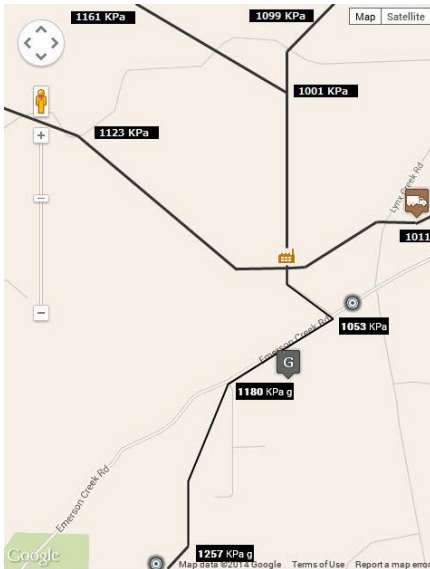 1161 KPa
1099 KPa
Map
Satellite
1001 KPa
1123 KPa
Lynx Creek Rd
1011
1053 KPa
Emerson Creek Rd
G
1180 KPa g
Emerson Creek Rd
1257 KPa g
Google
Map data ©2014 Google
Terms of Use
Report a map error